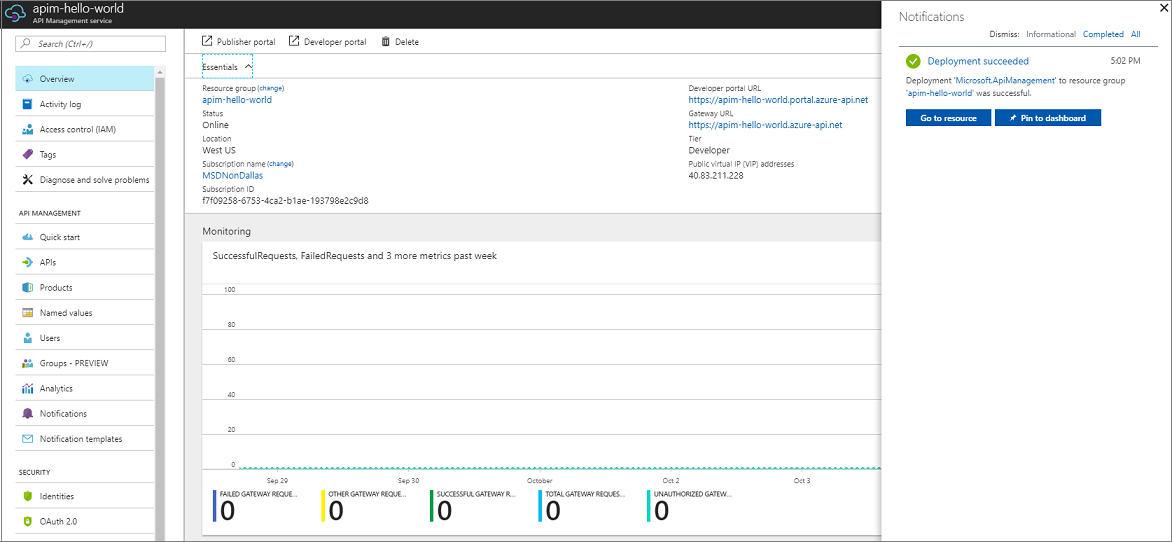 apim-hello-world
API Management service
Search (Ctrl+/)
Overview
Activity log
Access control (IAM)
Tags
Diagnose and solve problems
API MANAGEMENT
Quick start
APIs
Products
Named values
Users
Groups - PREVIEW
Analytics
Notifications
Notification templates
SECURITY
Identities
OAuth 2.0
Publisher portal Developer portal Delete
Essentials
Resource group (change)
apim-hello-world
Status
Online
Location
West US
Subscription name (change)
MSDNonDallas
Subscription ID
f7f09258-6753-4ca2-b1ae-193798e2c9d8
Developer portal URL
https://apim-hello-world.portal.azure-api.net
Gateway URL
https://apim-hello-world.azure-api.net
Tier
Developer
Public virtual IP (VIP) addresses
40.83.211.228
Monitoring
SuccessfulRequests, FailedRequests and 3 more metrics past week
100
80
60
40
20
0
Sep 29 Sep 30 October Oct 2 Oct 3
FAILED GATEWAY REQUE...
0
OTHER GATEWAY REQUE...
0
SUCCESSFUL GATEWAY R...
0
TOTAL GATEWAY REQUES...
0
UNAUTHORIZED GATEW...
0
Notifications
Dismiss: Informational Completed All
Deployment succeeded 5:02 PM
Deployment 'Microsoft.ApiManagement' to resource group
'apim-hello-world' was successful.
Go to resource Pin to dashboard